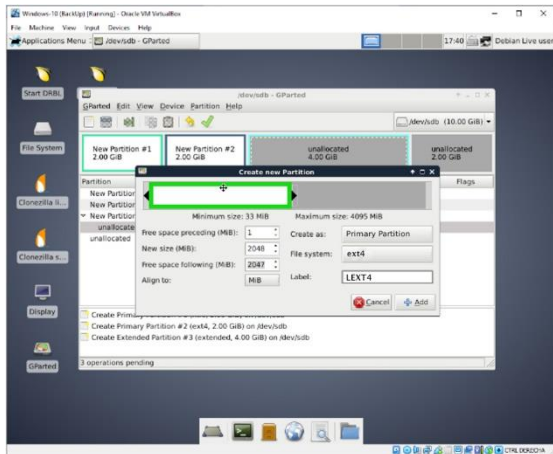 Windows-10 (BackUp) [Running] - Oracle VM VirtualBox
File Machine View Input Devices Help
Applications Menu : /dev/sdb - GParted 17:40 Debian Live user
Start DRBL
File System
Clonezilla li...
Clonezilla s...
Display
GParted
/dev/sdb - GParted
GParted Edit View Device Partition Help
/dev/sdb (10.00 GiB)
New Partition #1
2.00 GiB
New Partition #2
2.00 GiB
unallocated
4.00 GiB
unallocated
2.00 GiB
Partition Flags
New Partition
New Partition
New Partition
unallocate
unallocated
Create new Partition
Minimum size: 33 MiB Maximum size: 4095 MiB
Free space preceding (MiB): 1
New size (MiB): 2048
Free space following (MiB): 2047
Align to: MiB
Create as: Primary Partition
File system: ext4
Label: LEXT4
Cancel Add
Create Primary
Create Primary Partition #2 (ext4, 2.00 GiB) on /dev/sdb
Create Extended Partition #3 (extended, 4.00 GiB) on /dev/sdb
3 operations pending
CTRL DERECHA